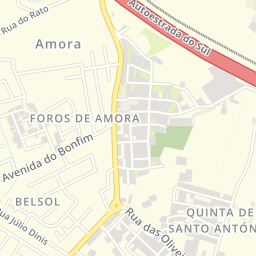 Rua do Rato
Autoestrada do Sul
Amora
FOROS DE AMORA
Avenida do Bonfim
BELSOL
Rua Júlio Dinis
Rua das Olivei
QUINTA DE
SANTO ANTÓN